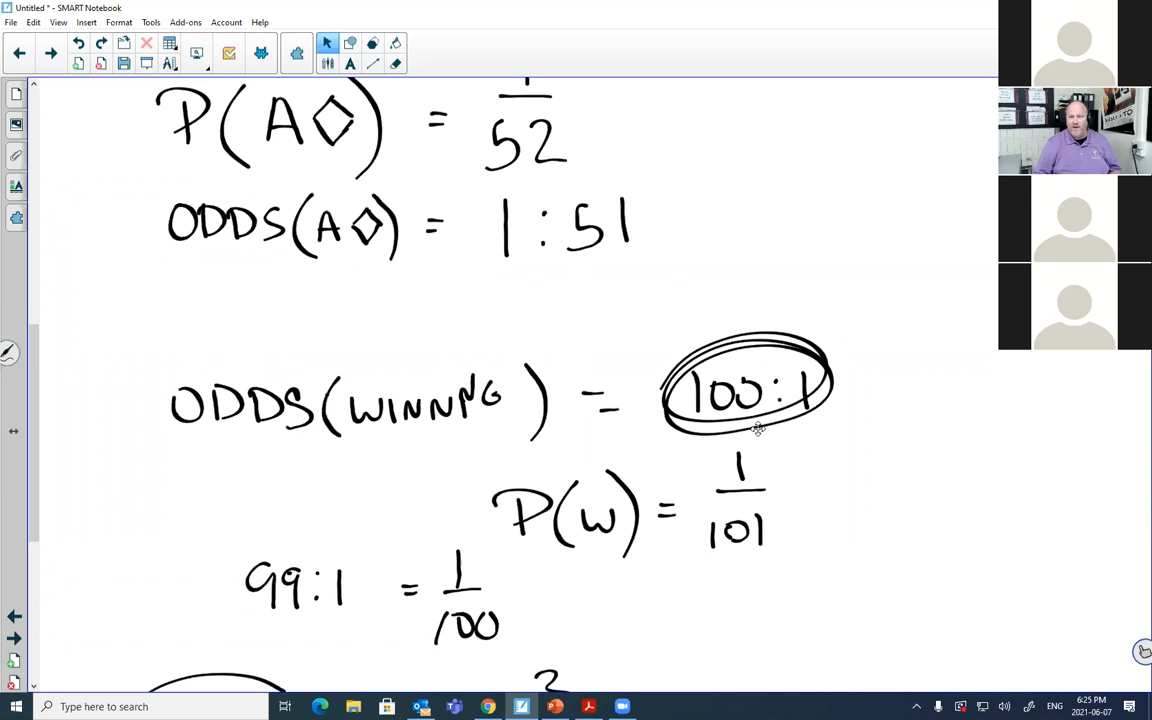 Untitled * - SMART Notebook
File Edit View Insert Format Tools Add-ons Account Help
P(A◇) = 1/52
ODDS(A◇) = 1:51
ODDS(WINNNG) = 100:1
P(W) = 1/101
99:1 = 1/100
Type here to search
ENG
6:25 PM
2021-06-07